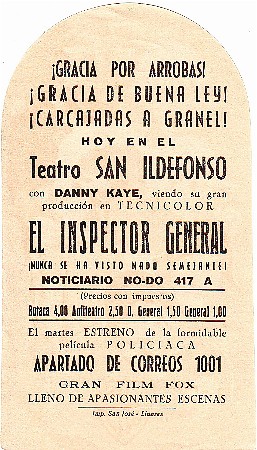 ¡GRACIA POR ARROBAS!
¡GRACIA DE BUENA LEY!
¡CARCAJADAS A GRANEL!
HOY EN EL
Teatro SAN ILDEFONSO
con DANNY KAYE, viendo su gran
producción en TECNICOLOR
EL INSPECTOR GENERAL
¡NUNCA SE HA VISTO NADO SEMEJANTE!
NOTICIARIO NO-DO 417 A
(Precios con impuestos)
Butaca 4,00 Anfiteatro 2,50 D. General 1,50 General 1,00
El martes ESTRENO de la formidable
película POLICIACA
APARTADO DE CORREOS 1001
GRAN FILM FOX
LLENO DE APASIONANTES ESCENAS
Imp. San José - Linares